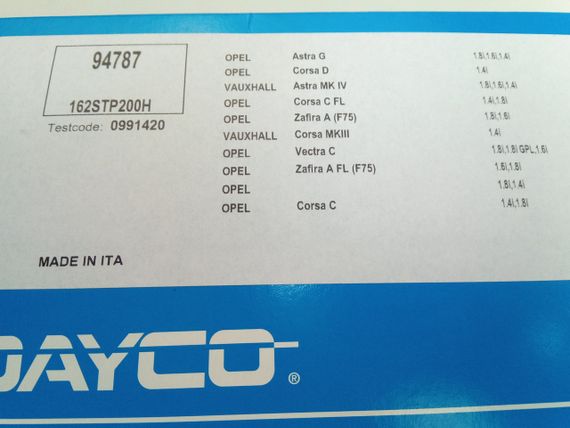 94787
162STP200H
Testcode: 0991420
OPEL Astra G 1.8i,1.6i,1.4i
OPEL Corsa D 1.4i
VAUXHALL Astra MK IV 1.8i,1.6i,1.4i
OPEL Corsa C FL 1.4i,1.8i
OPEL Zafira A (F75) 1.8i,1.6i
VAUXHALL Corsa MKIII 1.4i
OPEL Vectra C 1.8i,1.8i GPL,1.6i
OPEL Zafira A FL (F75) 1.6i,1.8i
OPEL 1.8i,1.4i
OPEL Corsa C 1.4i,1.8i
MADE IN ITA
DAYCO ®